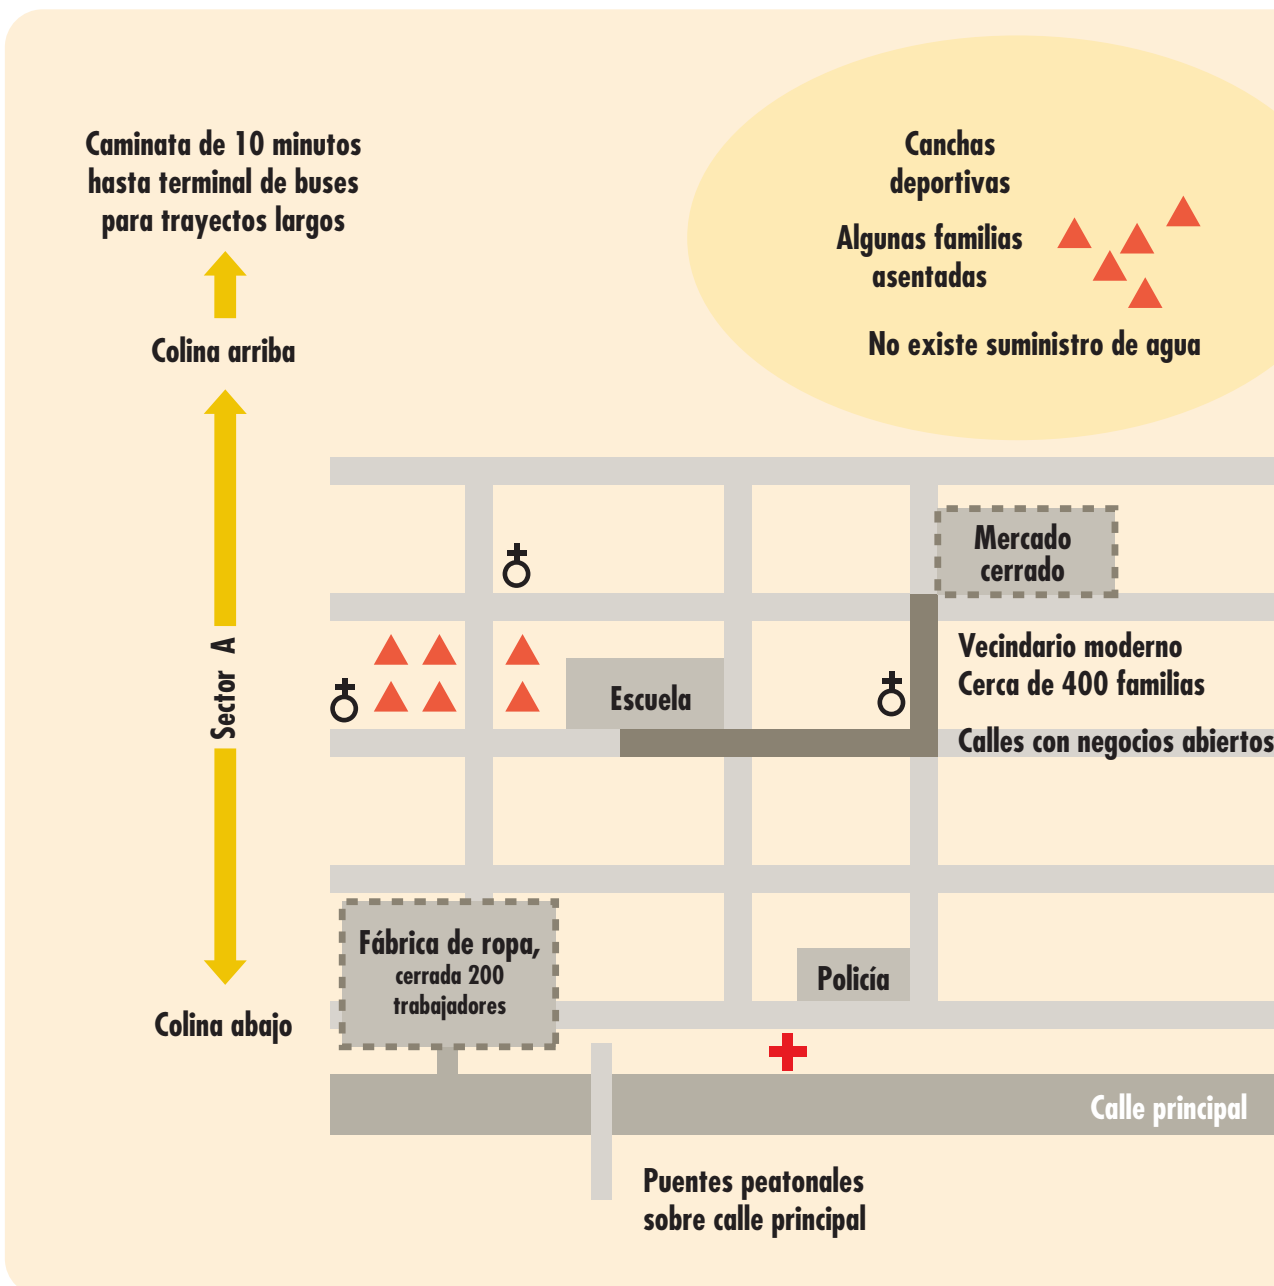 Caminata de 10 minutos
hasta terminal de buses
para trayectos largos
Colina arriba
Sector A
Colina abajo
Canchas
deportivas
Algunas familias
asentadas
No existe suministro de agua
Mercado
cerrado
Vecindario moderno
Cerca de 400 familias
Calles con negocios abiertos
Escuela
Fábrica de ropa,
cerrada 200
trabajadores
Policía
Calle principal
Puentes peatonales
sobre calle principal